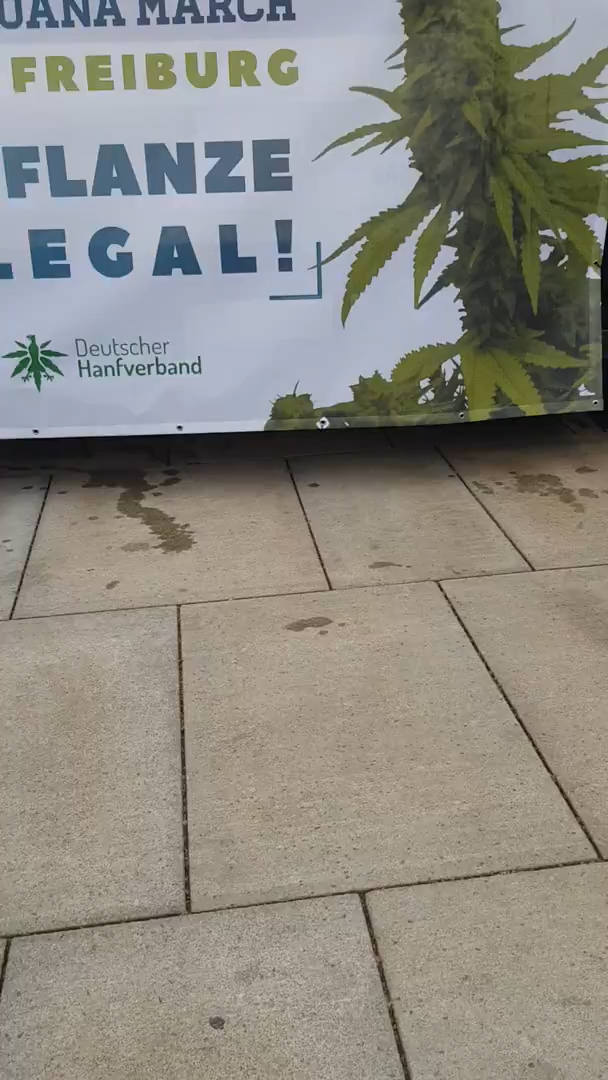 UANA MARCH
FREIBURG
FLANZE
LEGAL!
Deutscher
Hanfverband